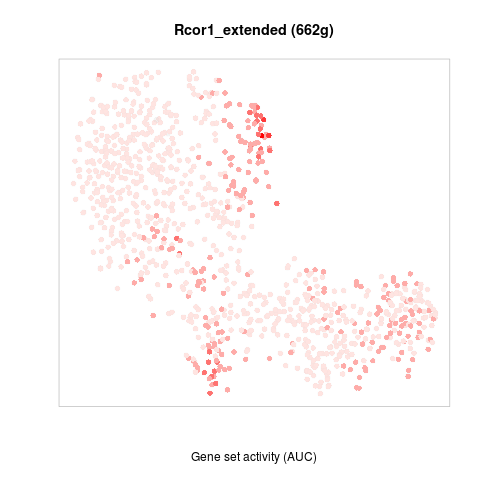 Rcor1_extended (662g)
Gene set activity (AUC)